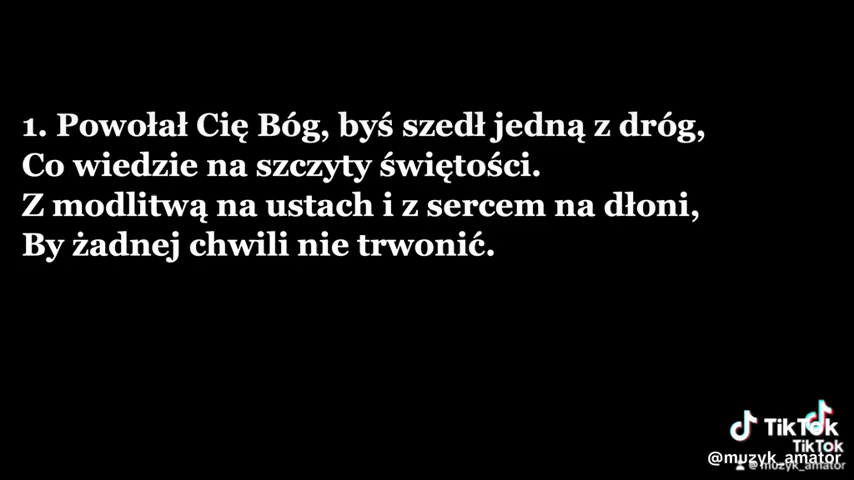 1. Powołał Cię Bóg, byś szedł jedną z dróg,
Co wiedzie na szczyty świętości.
Z modlitwą na ustach i z sercem na dłoni,
By żadnej chwili nie trwonić.
TikTok
TikTok
@muzyk_amator
@muzyk_amator